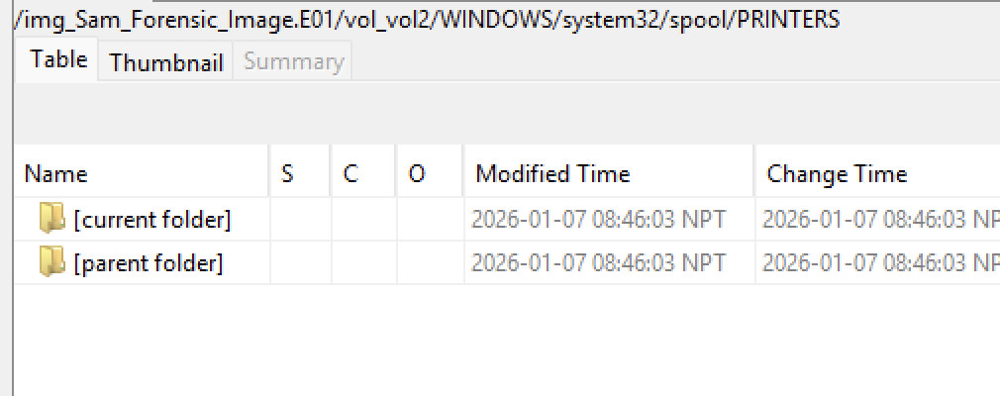 /img_Sam_Forensic_Image.E01/vol_vol2/WINDOWS/system32/spool/PRINTERS
Table Thumbnail Summary
Name S C O Modified Time Change Time
[current folder] 2026-01-07 08:46:03 NPT 2026-01-07 08:46:03 NP
[parent folder] 2026-01-07 08:46:03 NPT 2026-01-07 08:46:03 NP